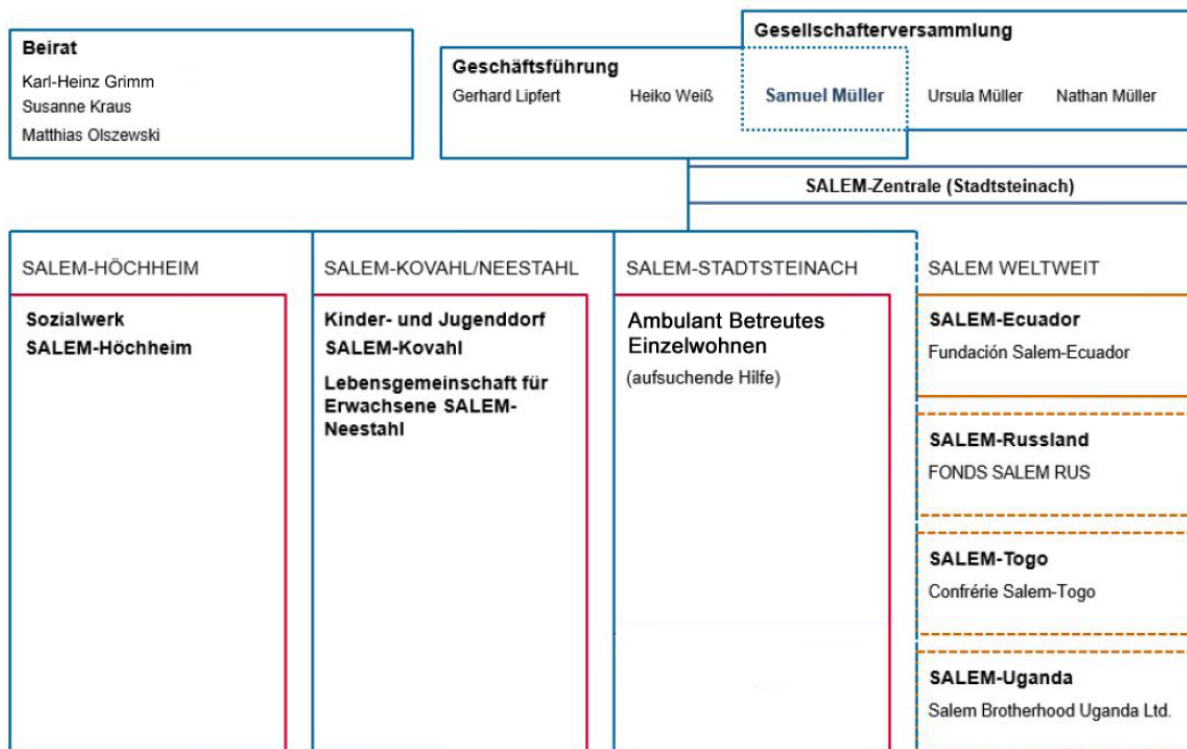 Beirat
Karl-Heinz Grimm
Susanne Kraus
Matthias Olszewski
Gesellschafterversammlung
Geschäftsführung
Gerhard Lipfert Heiko Weiß Samuel Müller Ursula Müller Nathan Müller
SALEM-Zentrale (Stadtsteinach)
SALEM-HÖCHHEIM
Sozialwerk
SALEM-Höchheim
SALEM-KOVAHL/NEESTAHL
Kinder- und Jugenddorf
SALEM-Kovahl
Lebensgemeinschaft für
Erwachsene SALEM-
Neestahl
SALEM-STADTSTEINACH
Ambulant Betreutes
Einzelwohnen
(aufsuchende Hilfe)
SALEM WELTWEIT
SALEM-Ecuador
Fundación Salem-Ecuador
SALEM-Russland
FONDS SALEM RUS
SALEM-Togo
Confrérie Salem-Togo
SALEM-Uganda
Salem Brotherhood Uganda Ltd.